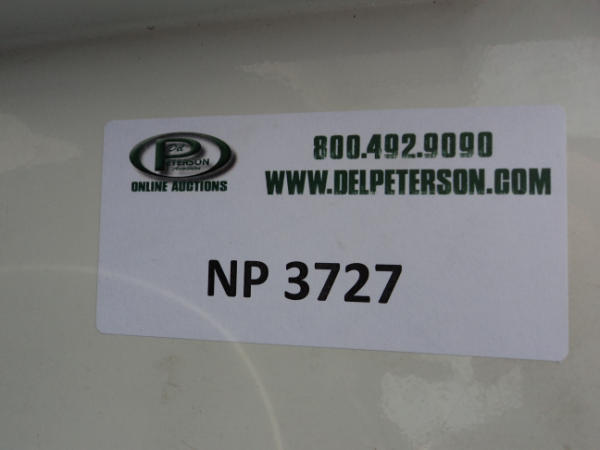 Del
PETERSON
ONLINE AUCTIONS
800.492.9090
WWW.DELPETERSON.COM
NP 3727